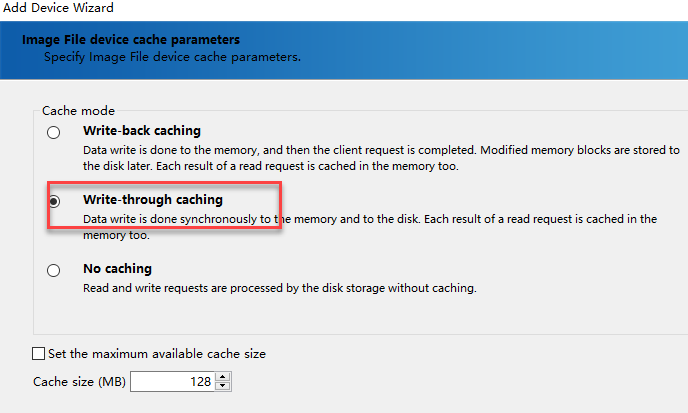 Add Device Wizard
Image File device cache parameters
Specify Image File device cache parameters.
Cache mode
Write-back caching
Data write is done to the memory, and then the client request is completed. Modified memory blocks are stored to
the disk later. Each result of a read request is cached in the memory too.
Write-through caching
Data write is done synchronously to the memory and to the disk. Each result of a read request is cached in the
memory too.
No caching
Read and write requests are processed by the disk storage without caching.
Set the maximum available cache size
Cache size (MB) 128